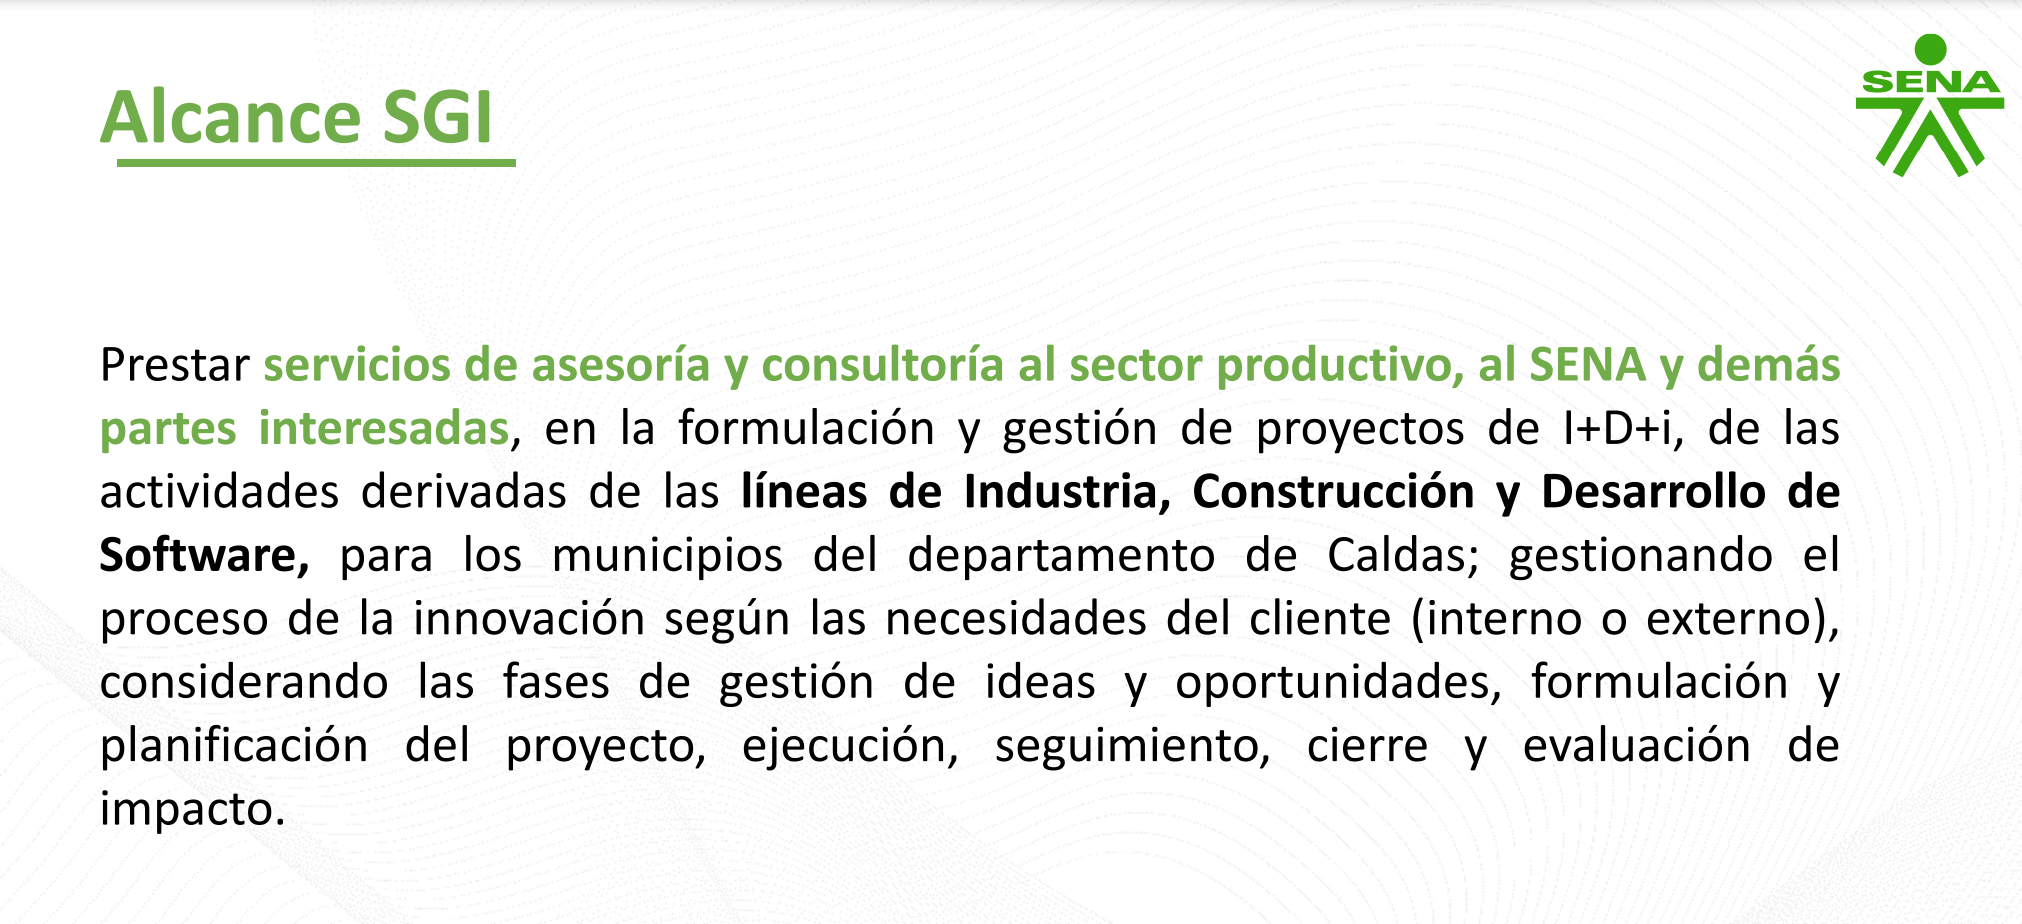 Alcance SGI
SENA
Prestar servicios de asesoría y consultoría al sector productivo, al SENA y demás
partes interesadas, en la formulación y gestión de proyectos de I+D+i, de las
actividades derivadas de las líneas de Industria, Construcción y Desarrollo de
Software, para los municipios del departamento de Caldas; gestionando el
proceso de la innovación según las necesidades del cliente (interno o externo),
considerando las fases de gestión de ideas y oportunidades, formulación y
planificación del proyecto, ejecución, seguimiento, cierre y evaluación de
impacto.